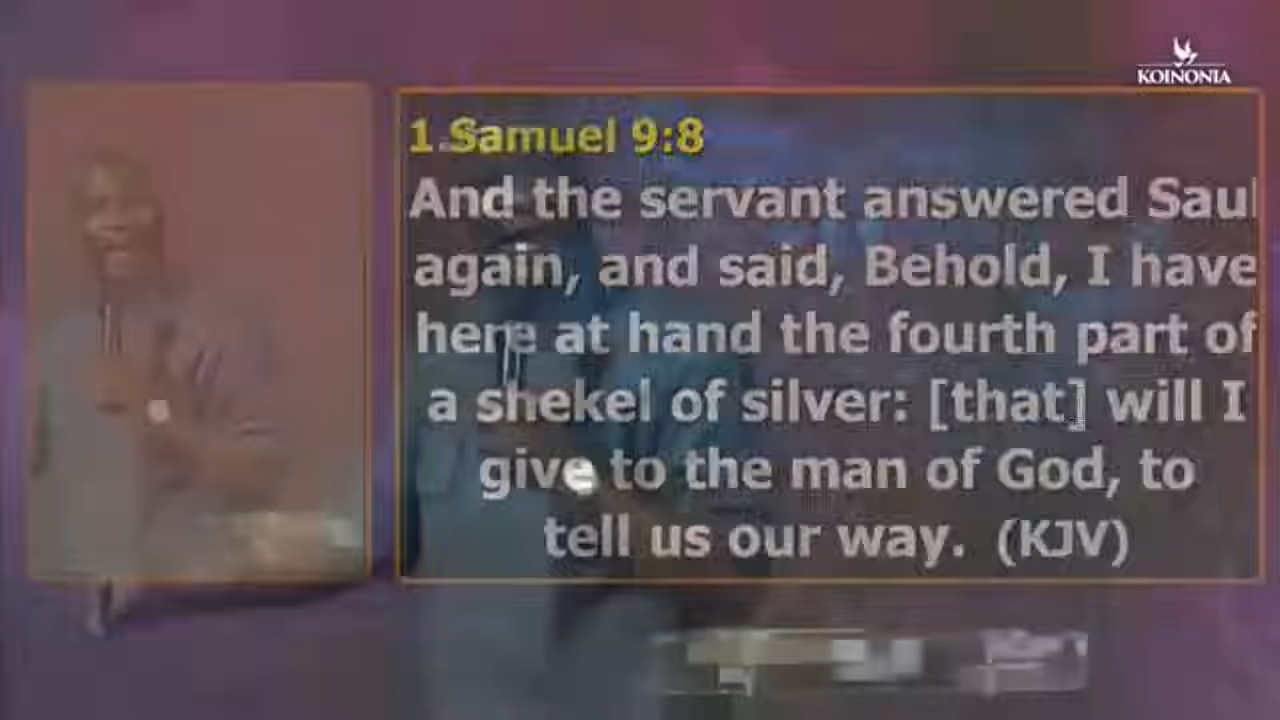 KOINONIA
1 Samuel 9:8
And the servant answered Saul
again, and said, Behold, I have
here at hand the fourth part of
a shekel of silver: [that] will I
give to the man of God, to
tell us our way. (KJV)